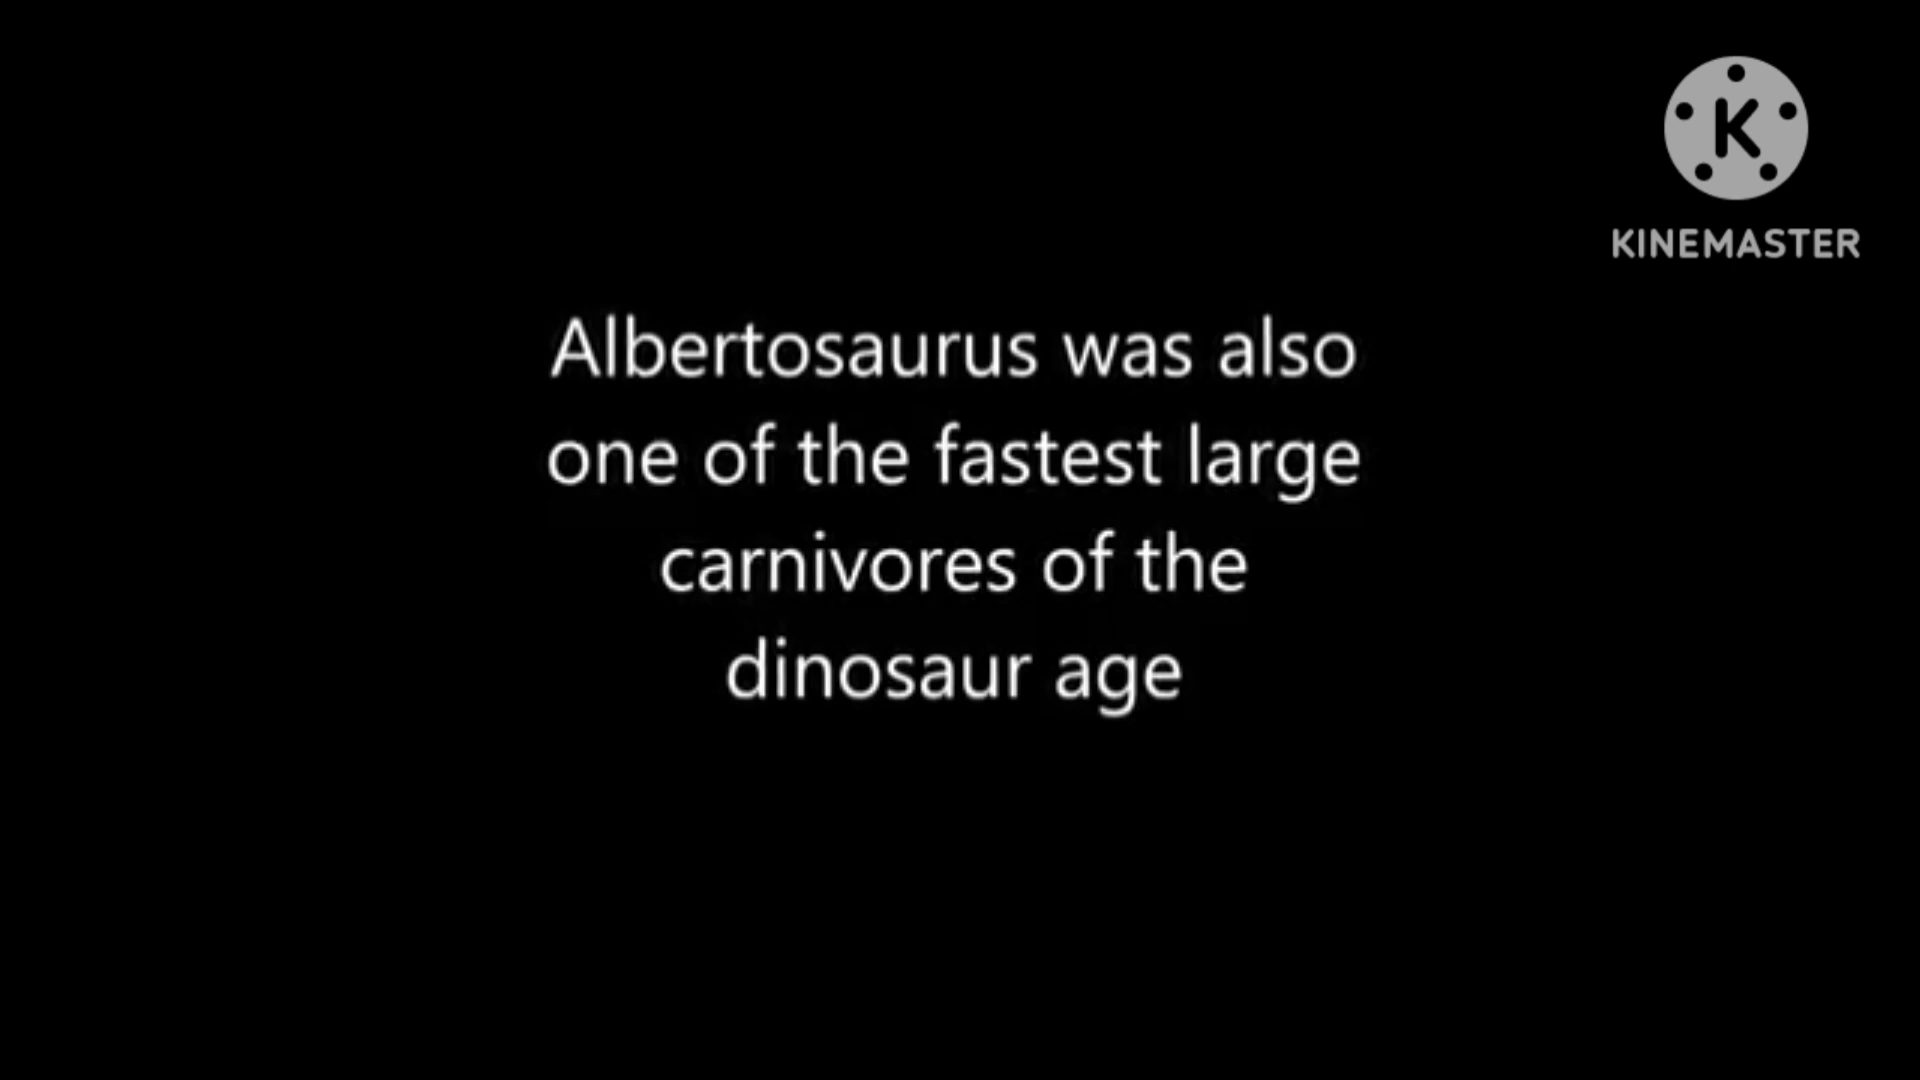 K
KINEMASTER
Albertosaurus was also
one of the fastest large
carnivores of the
dinosaur age